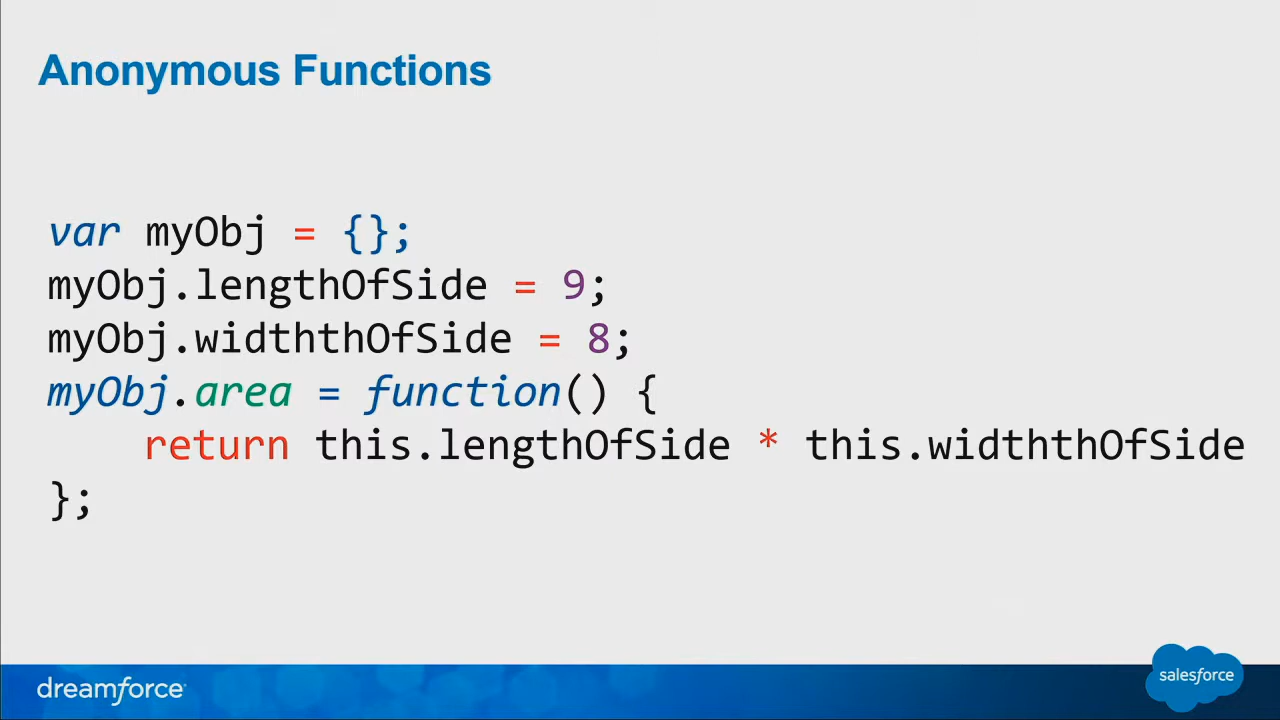 Anonymous Functions
var myObj = {};
myObj.lengthOfSide = 9;
myObj.widththOfSide = 8;
myObj.area = function() {
    return this.lengthOfSide * this.widththOfSide
};
dreamforce
salesforce